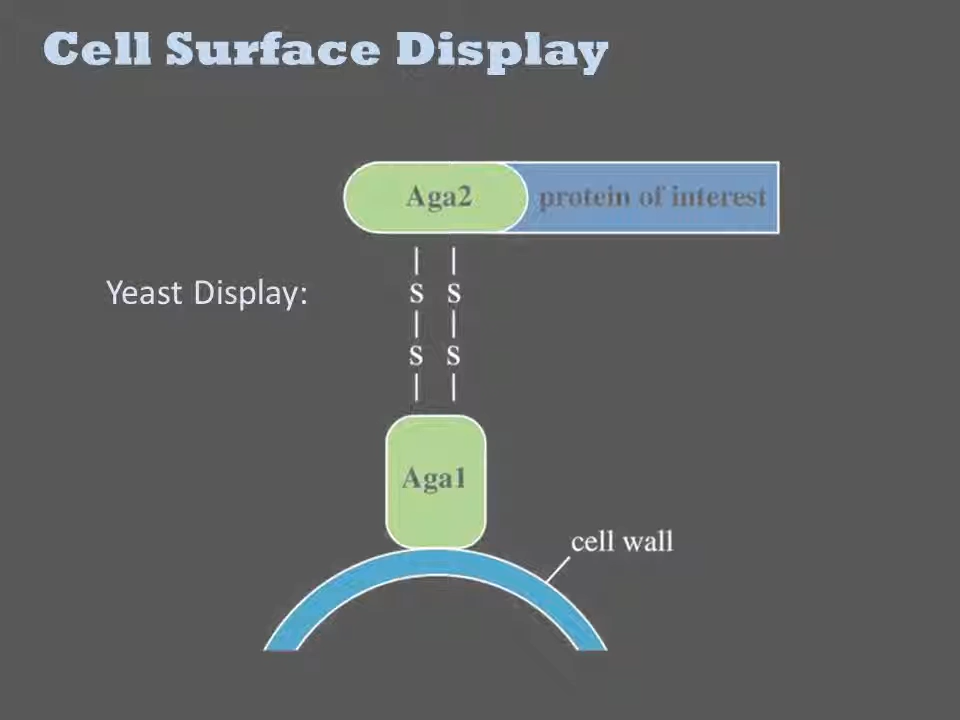 Cell Surface Display
Aga2 protein of interest
Yeast Display:
S S
S S
Aga1
cell wall